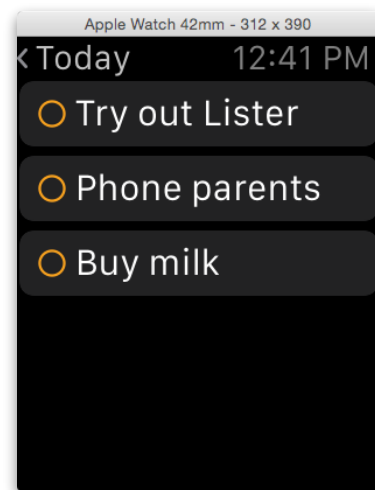 Apple Watch 42mm - 312 x 390
Today 12:41 PM
Try out Lister
Phone parents
Buy milk